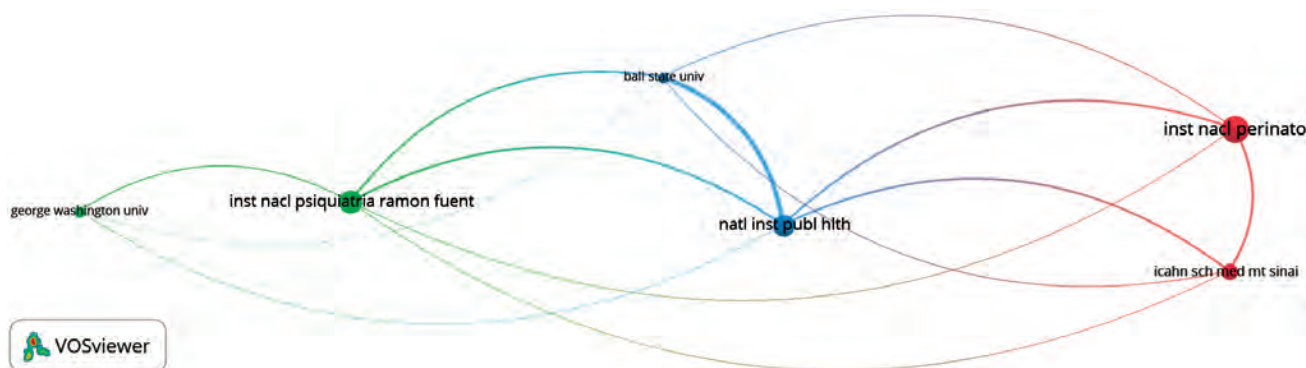 ball state univ
inst nacl perinato
inst nacl psiquiatria ramon fuent
george washington univ
natl inst publ hlth
icahn sch med mt sinai
VOSviewer